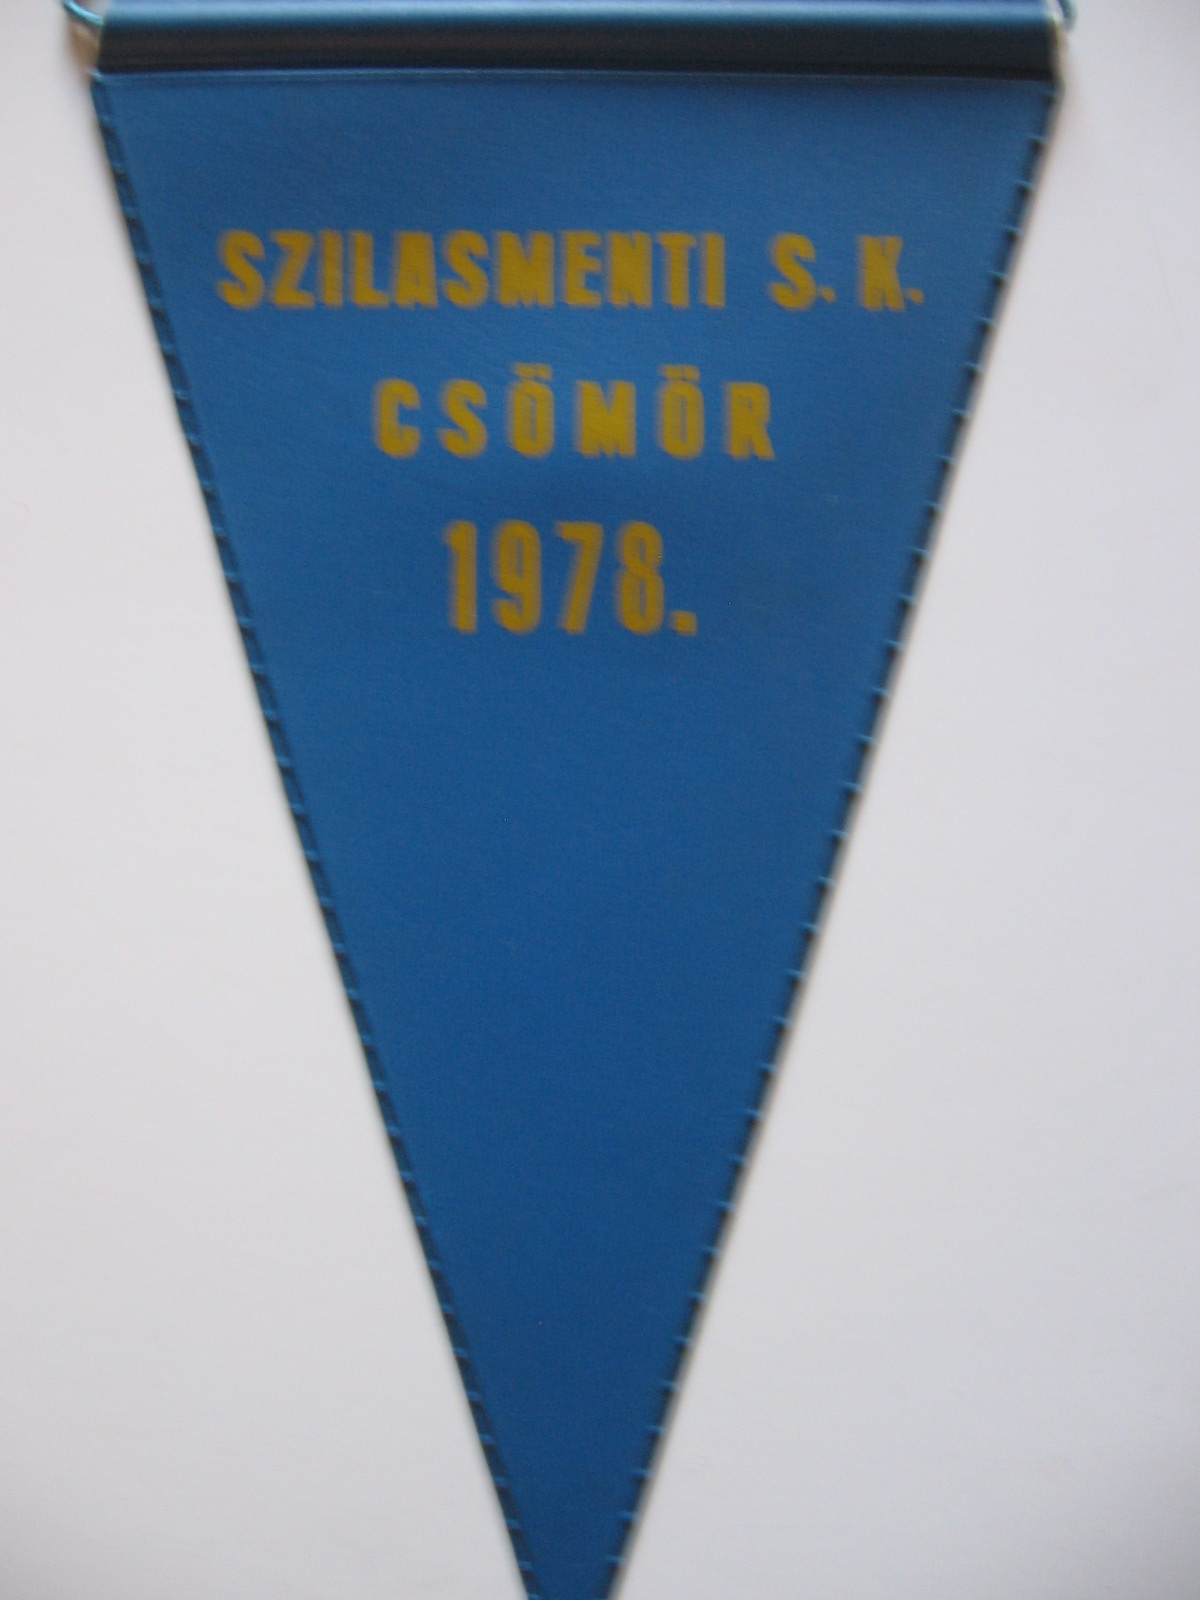 SZILASMENTI S. K.
CSÖMÖR
1978.